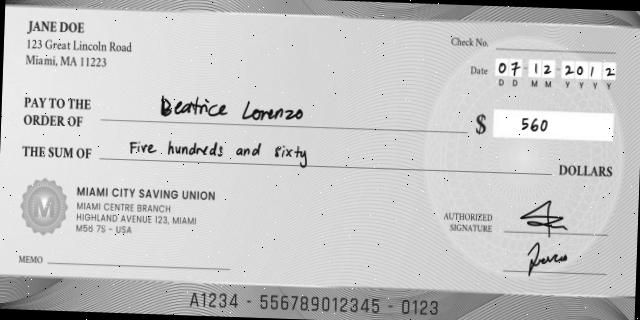 JANE DOE
123 Great Lincoln Road
Miami, MA 11223
Check No.
Date 07-12-2012
D D M M Y Y Y Y
PAY TO THE
ORDER OF Beatrice Lorenzo $ 560
THE SUM OF Five hundreds and sixty DOLLARS
M MIAMI CITY SAVING UNION
MIAMI CENTRE BRANCH
HIGHLAND AVENUE 123, MIAMI
M56 7S - USA
AUTHORIZED
SIGNATURE
MEMO
A1234 - 556789012345 - 0123